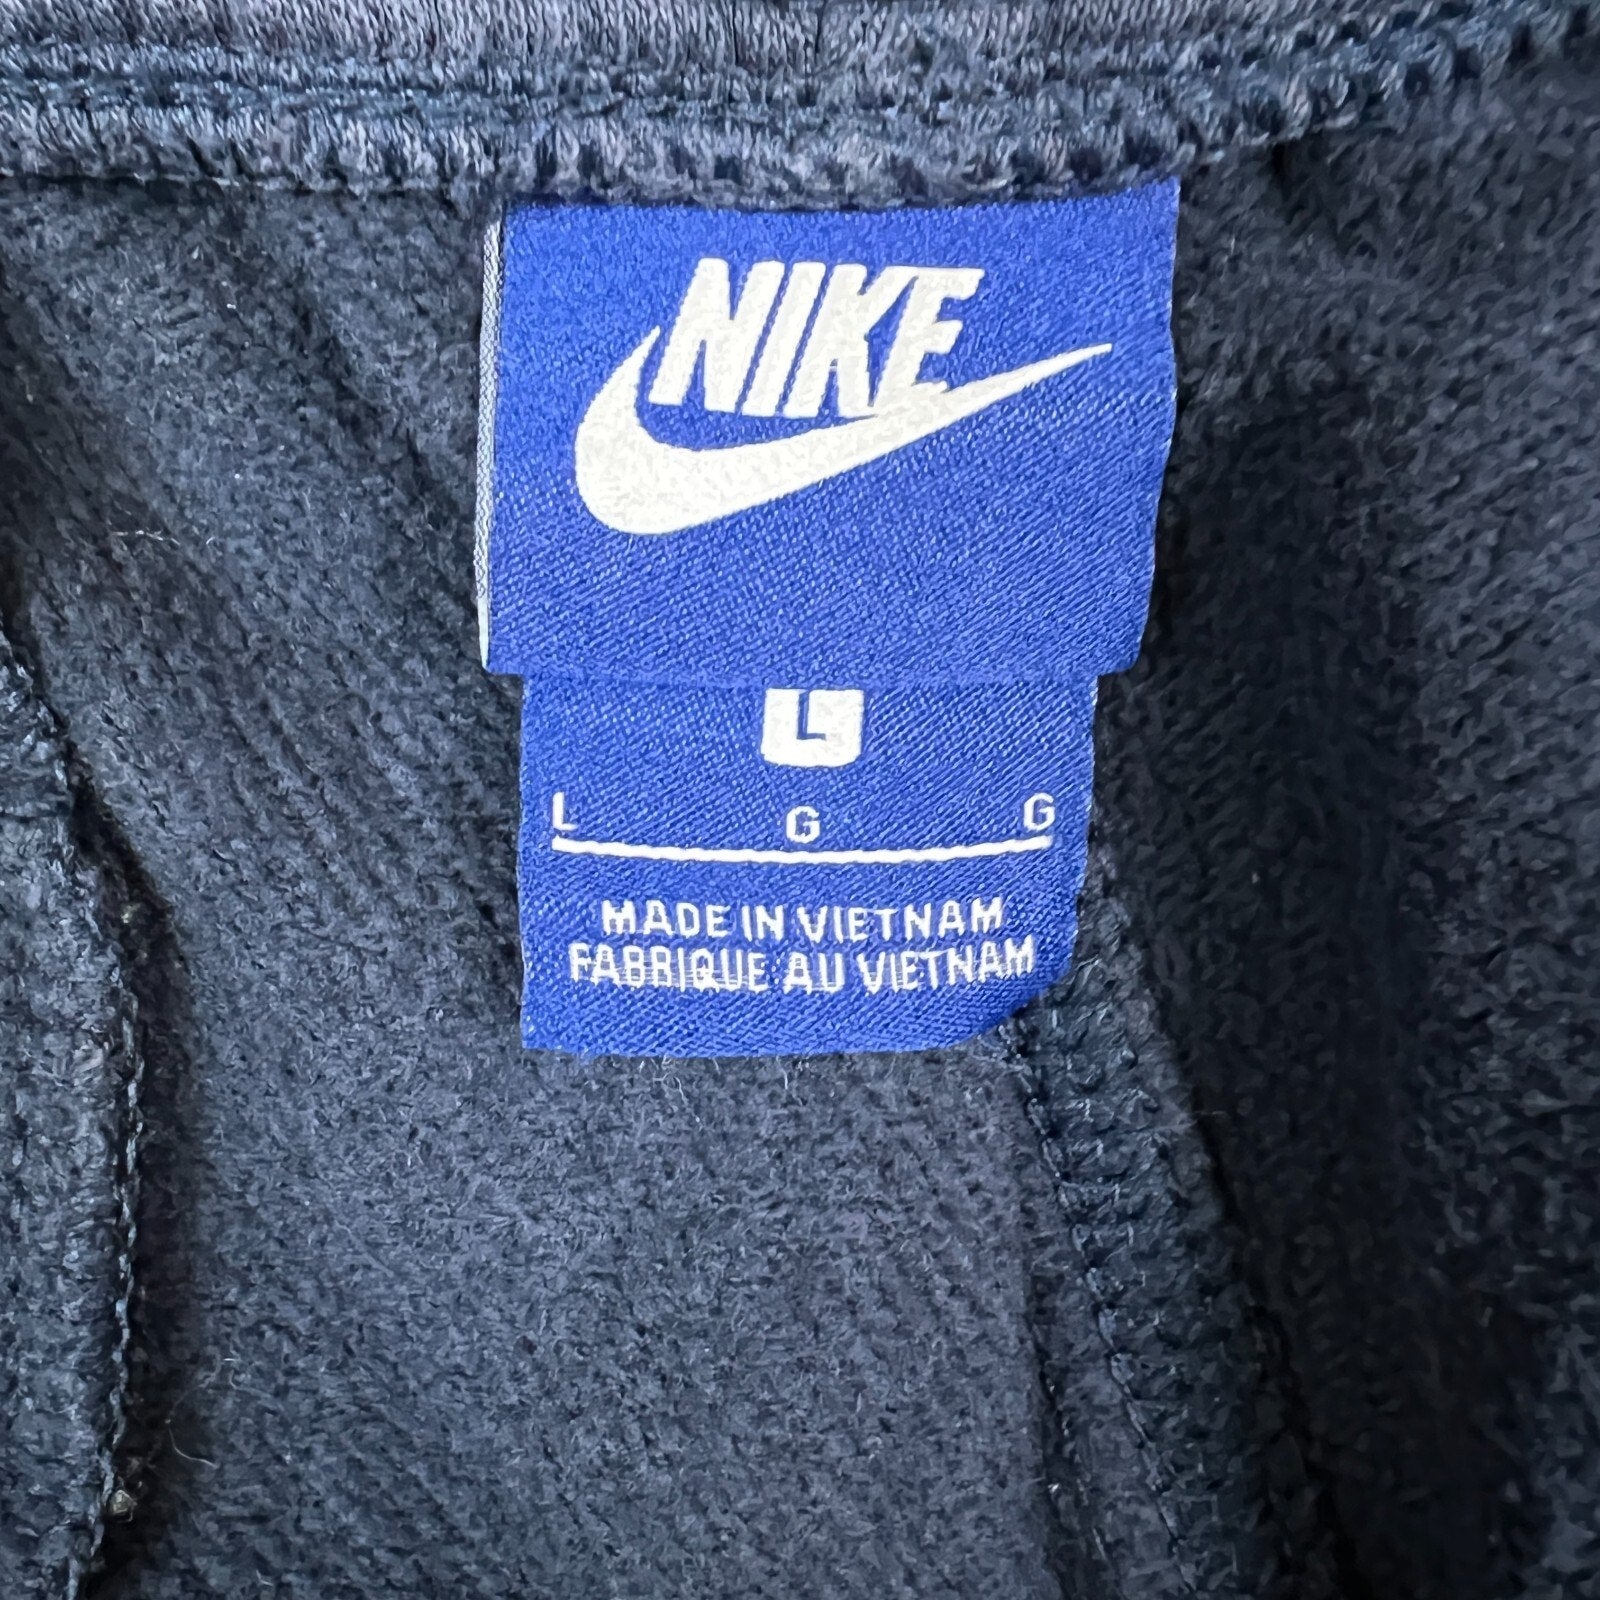 NIKE
L
L G G
MADE IN VIETNAM
FABRIQUE AU VIETNAM